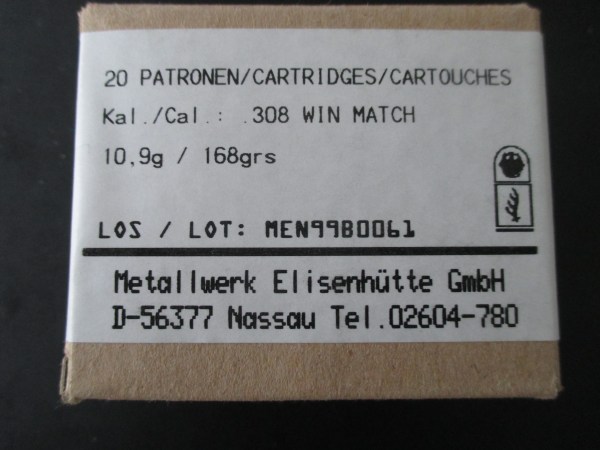 20 PATRONEN/CARTRIDGES/CARTOUCHES
Kal./Cal.: .308 WIN MATCH
10,9g / 168grs
LOS / LOT: MEN99B0061
Metallwerk Elisenhütte GmbH
D-56377 Nassau Tel.02604-780